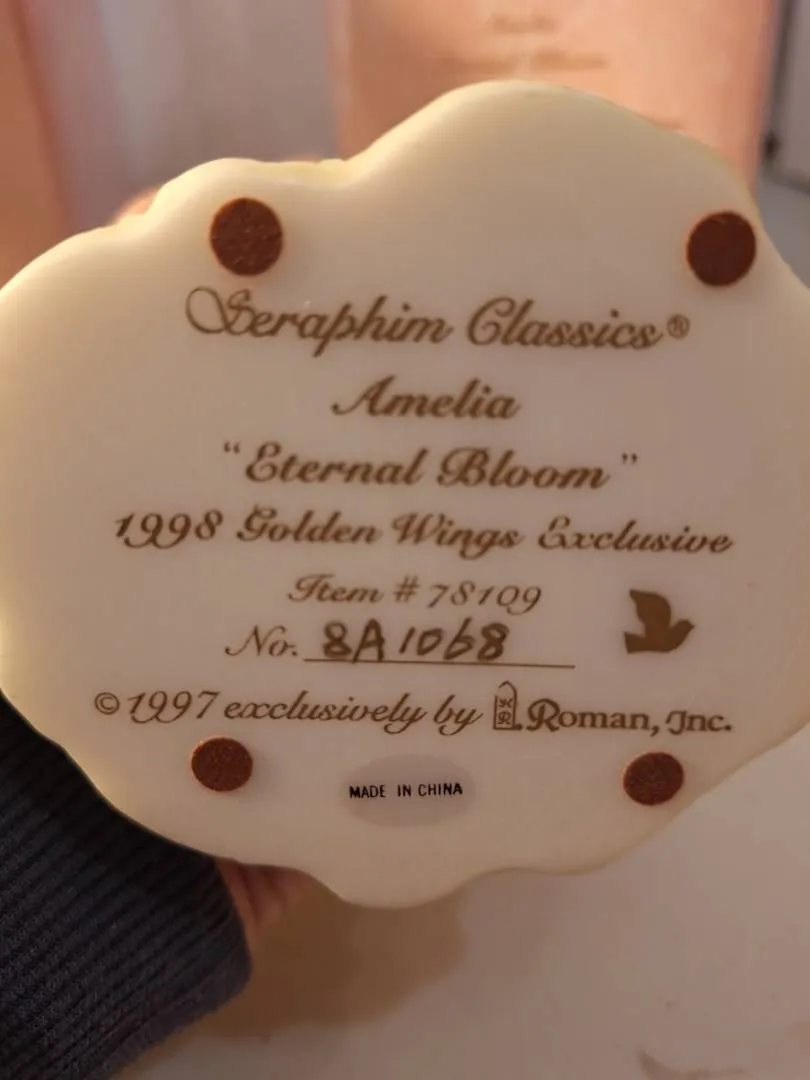 Seraphim Classics®
Amelia
“Eternal Bloom”
1998 Golden Wings Exclusive
Item # 78109
No. 8A1068
©1997 exclusively by Roman, Inc.
MADE IN CHINA